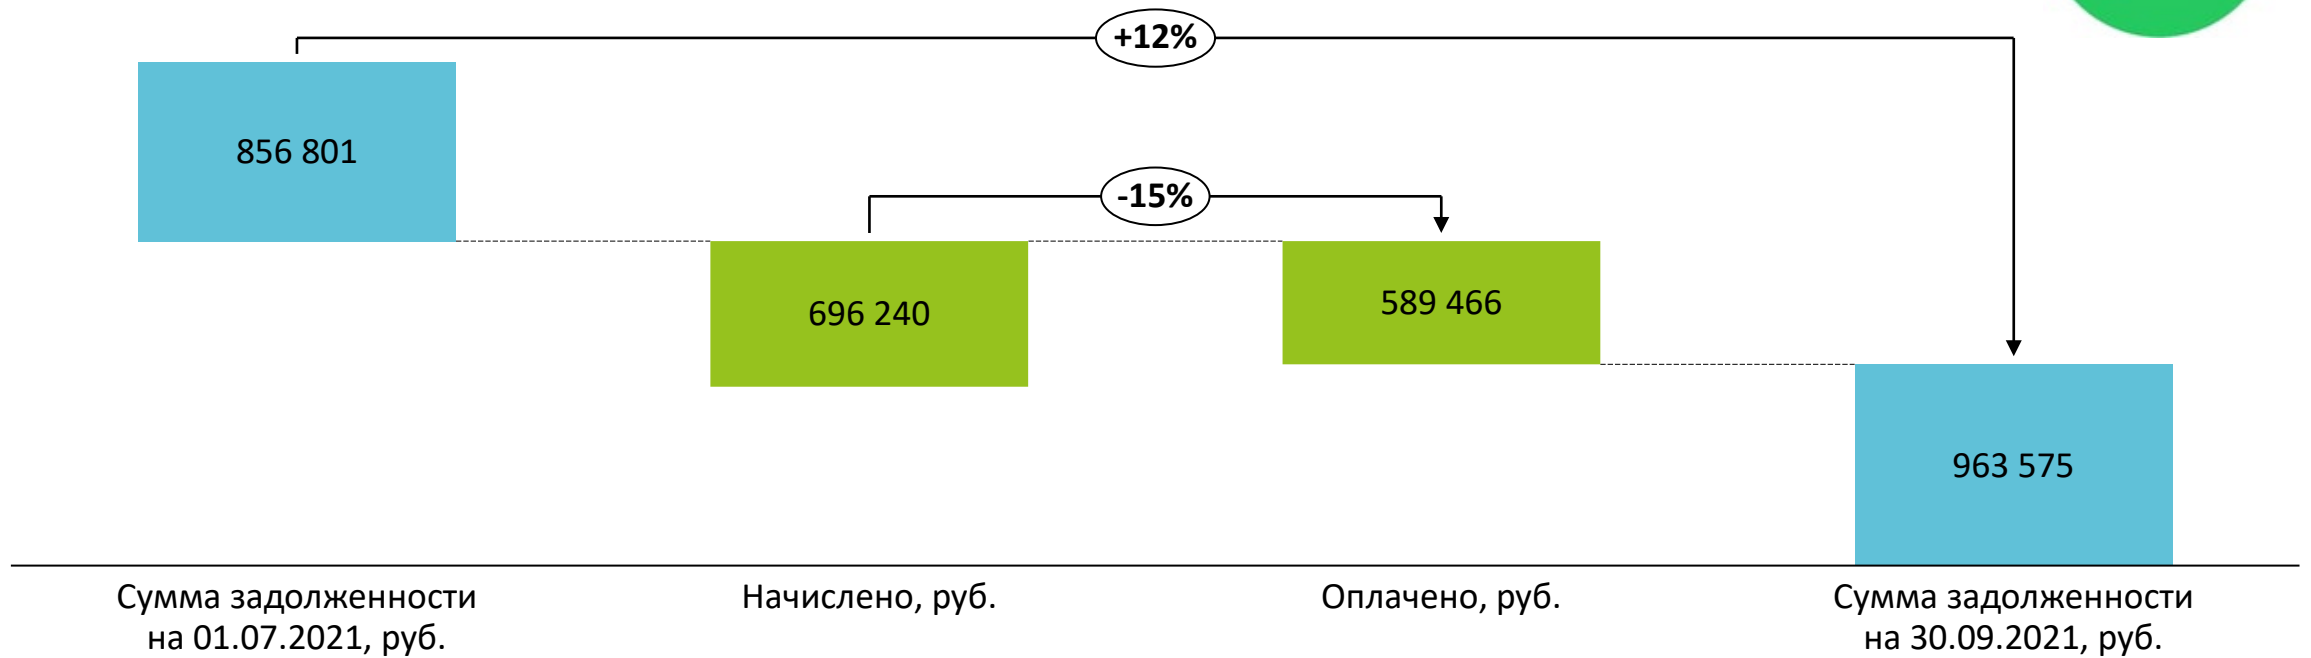 +12%
856 801
-15%
696 240
589 466
963 575
Сумма задолженности
на 01.07.2021, руб.
Начислено, руб.
Оплачено, руб.
Сумма задолженности
на 30.09.2021, руб.